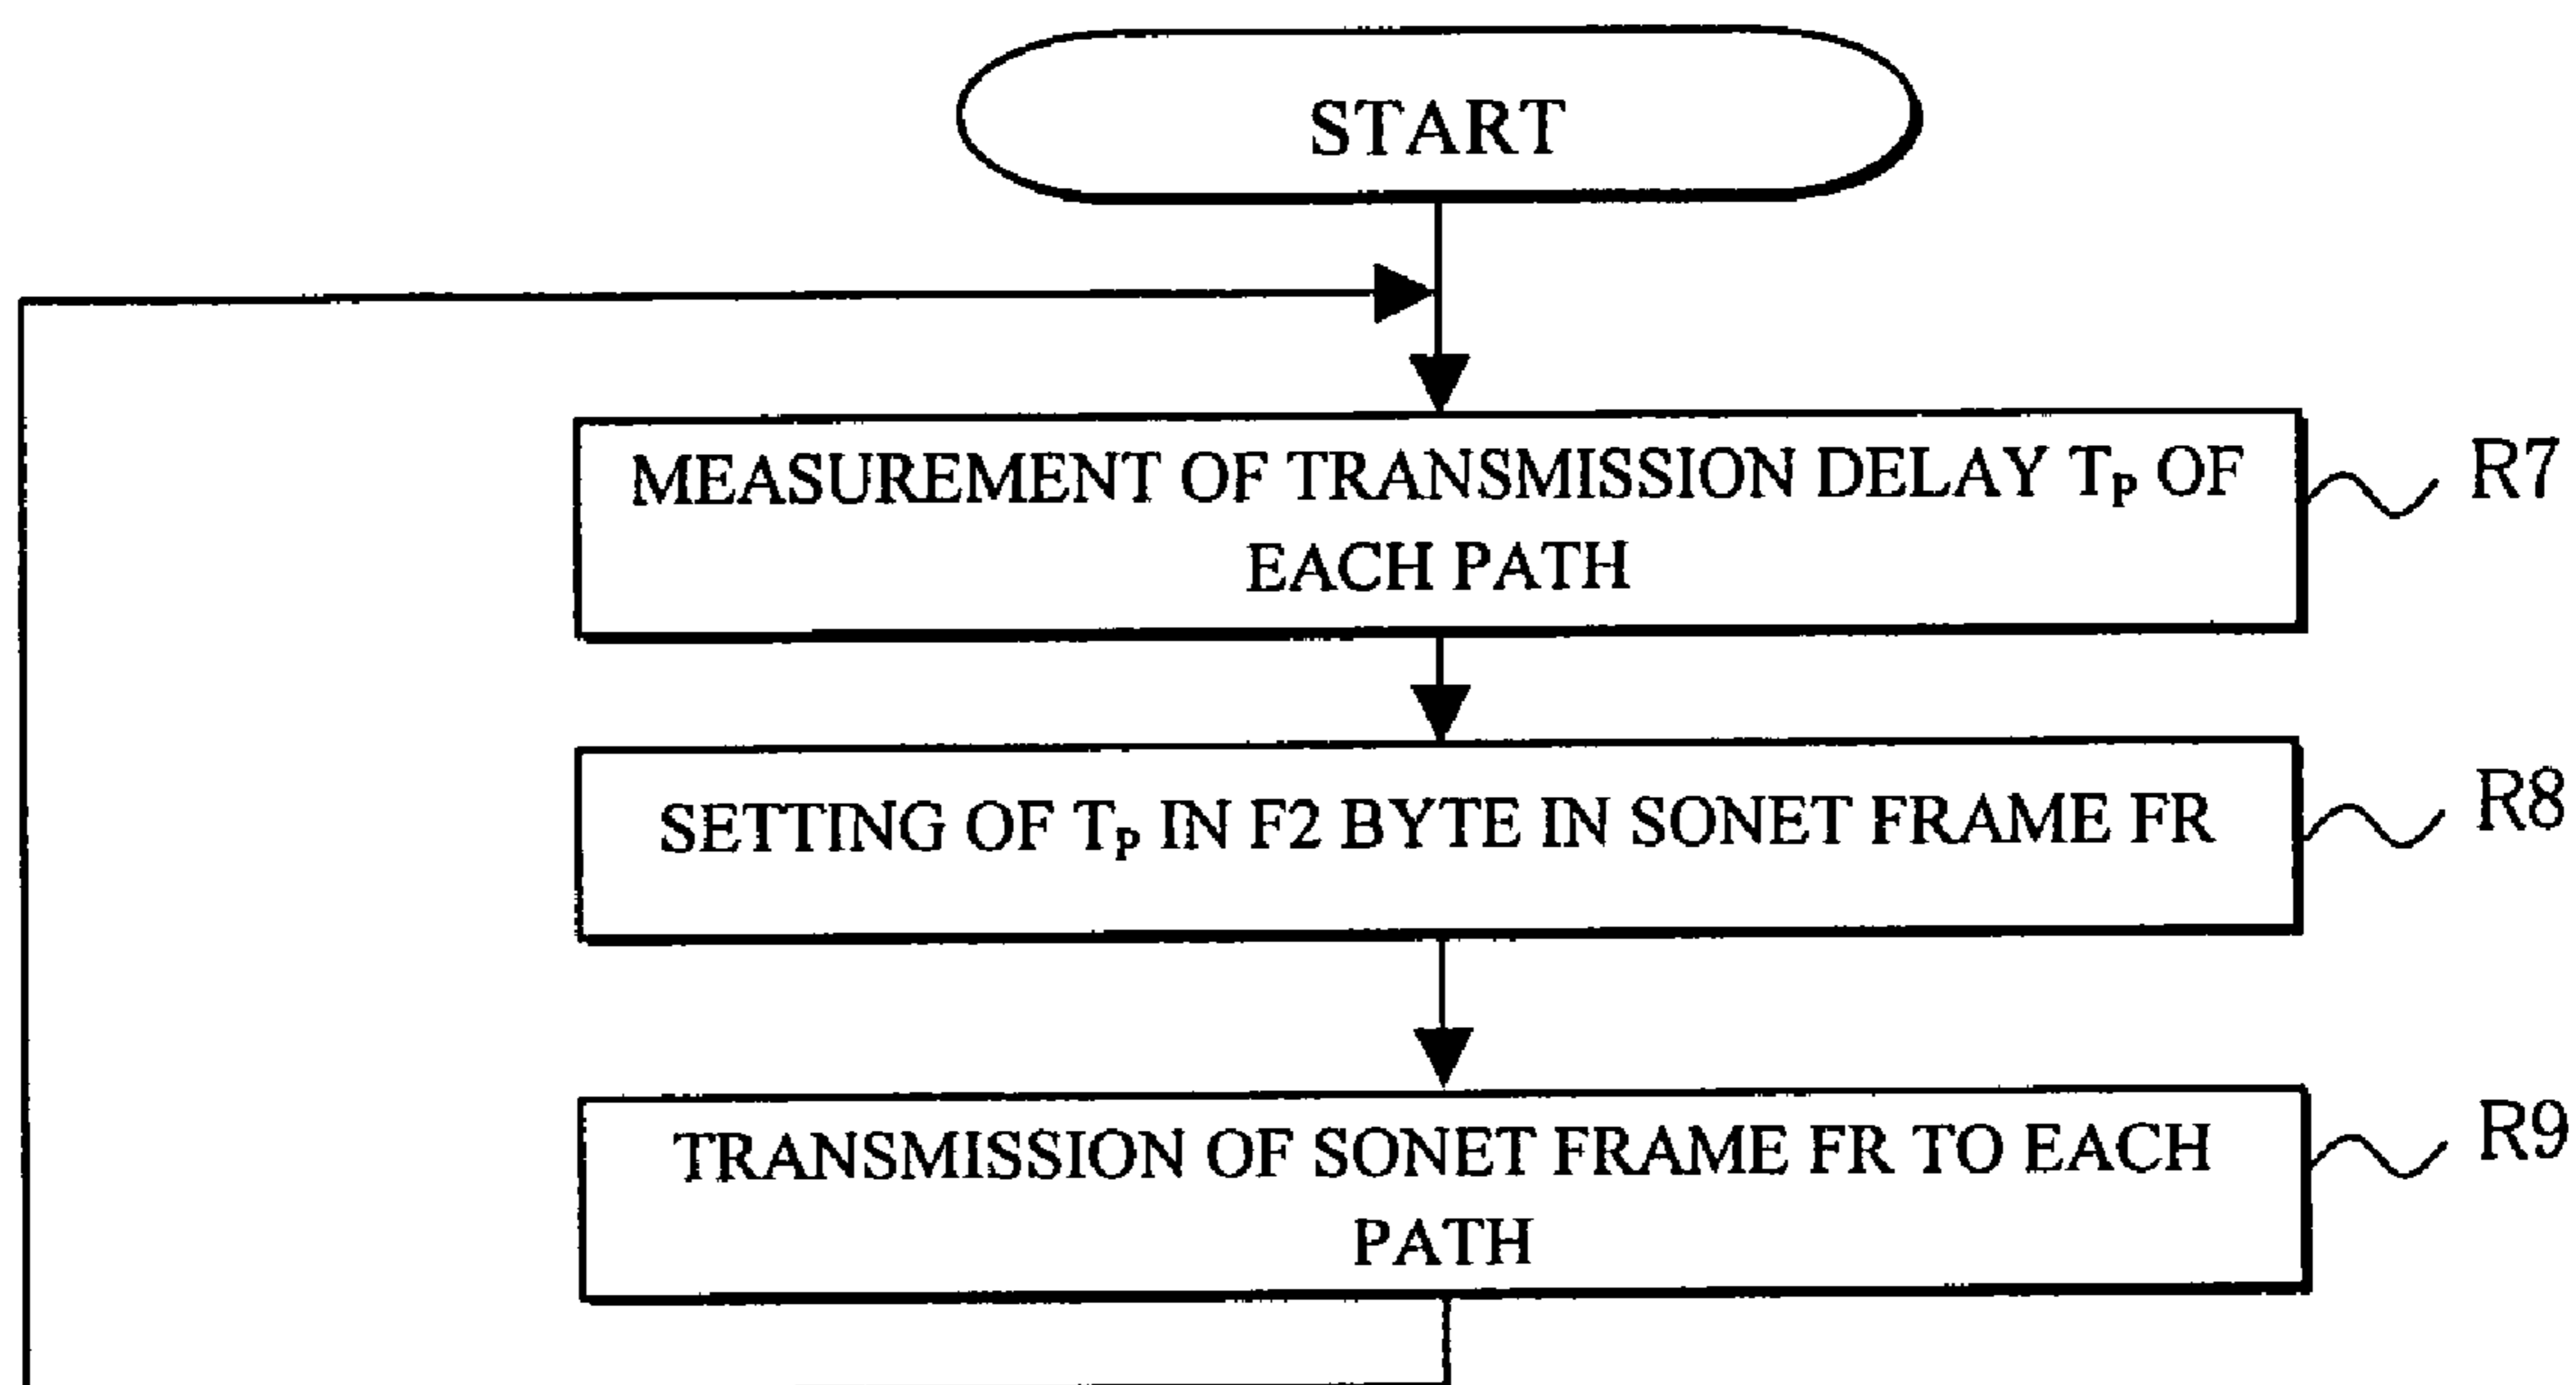 START
MEASUREMENT OF TRANSMISSION DELAY Tₚ OF
EACH PATH
R7
SETTING OF Tₚ IN F2 BYTE IN SONET FRAME FR
R8
TRANSMISSION OF SONET FRAME FR TO EACH
PATH
R9